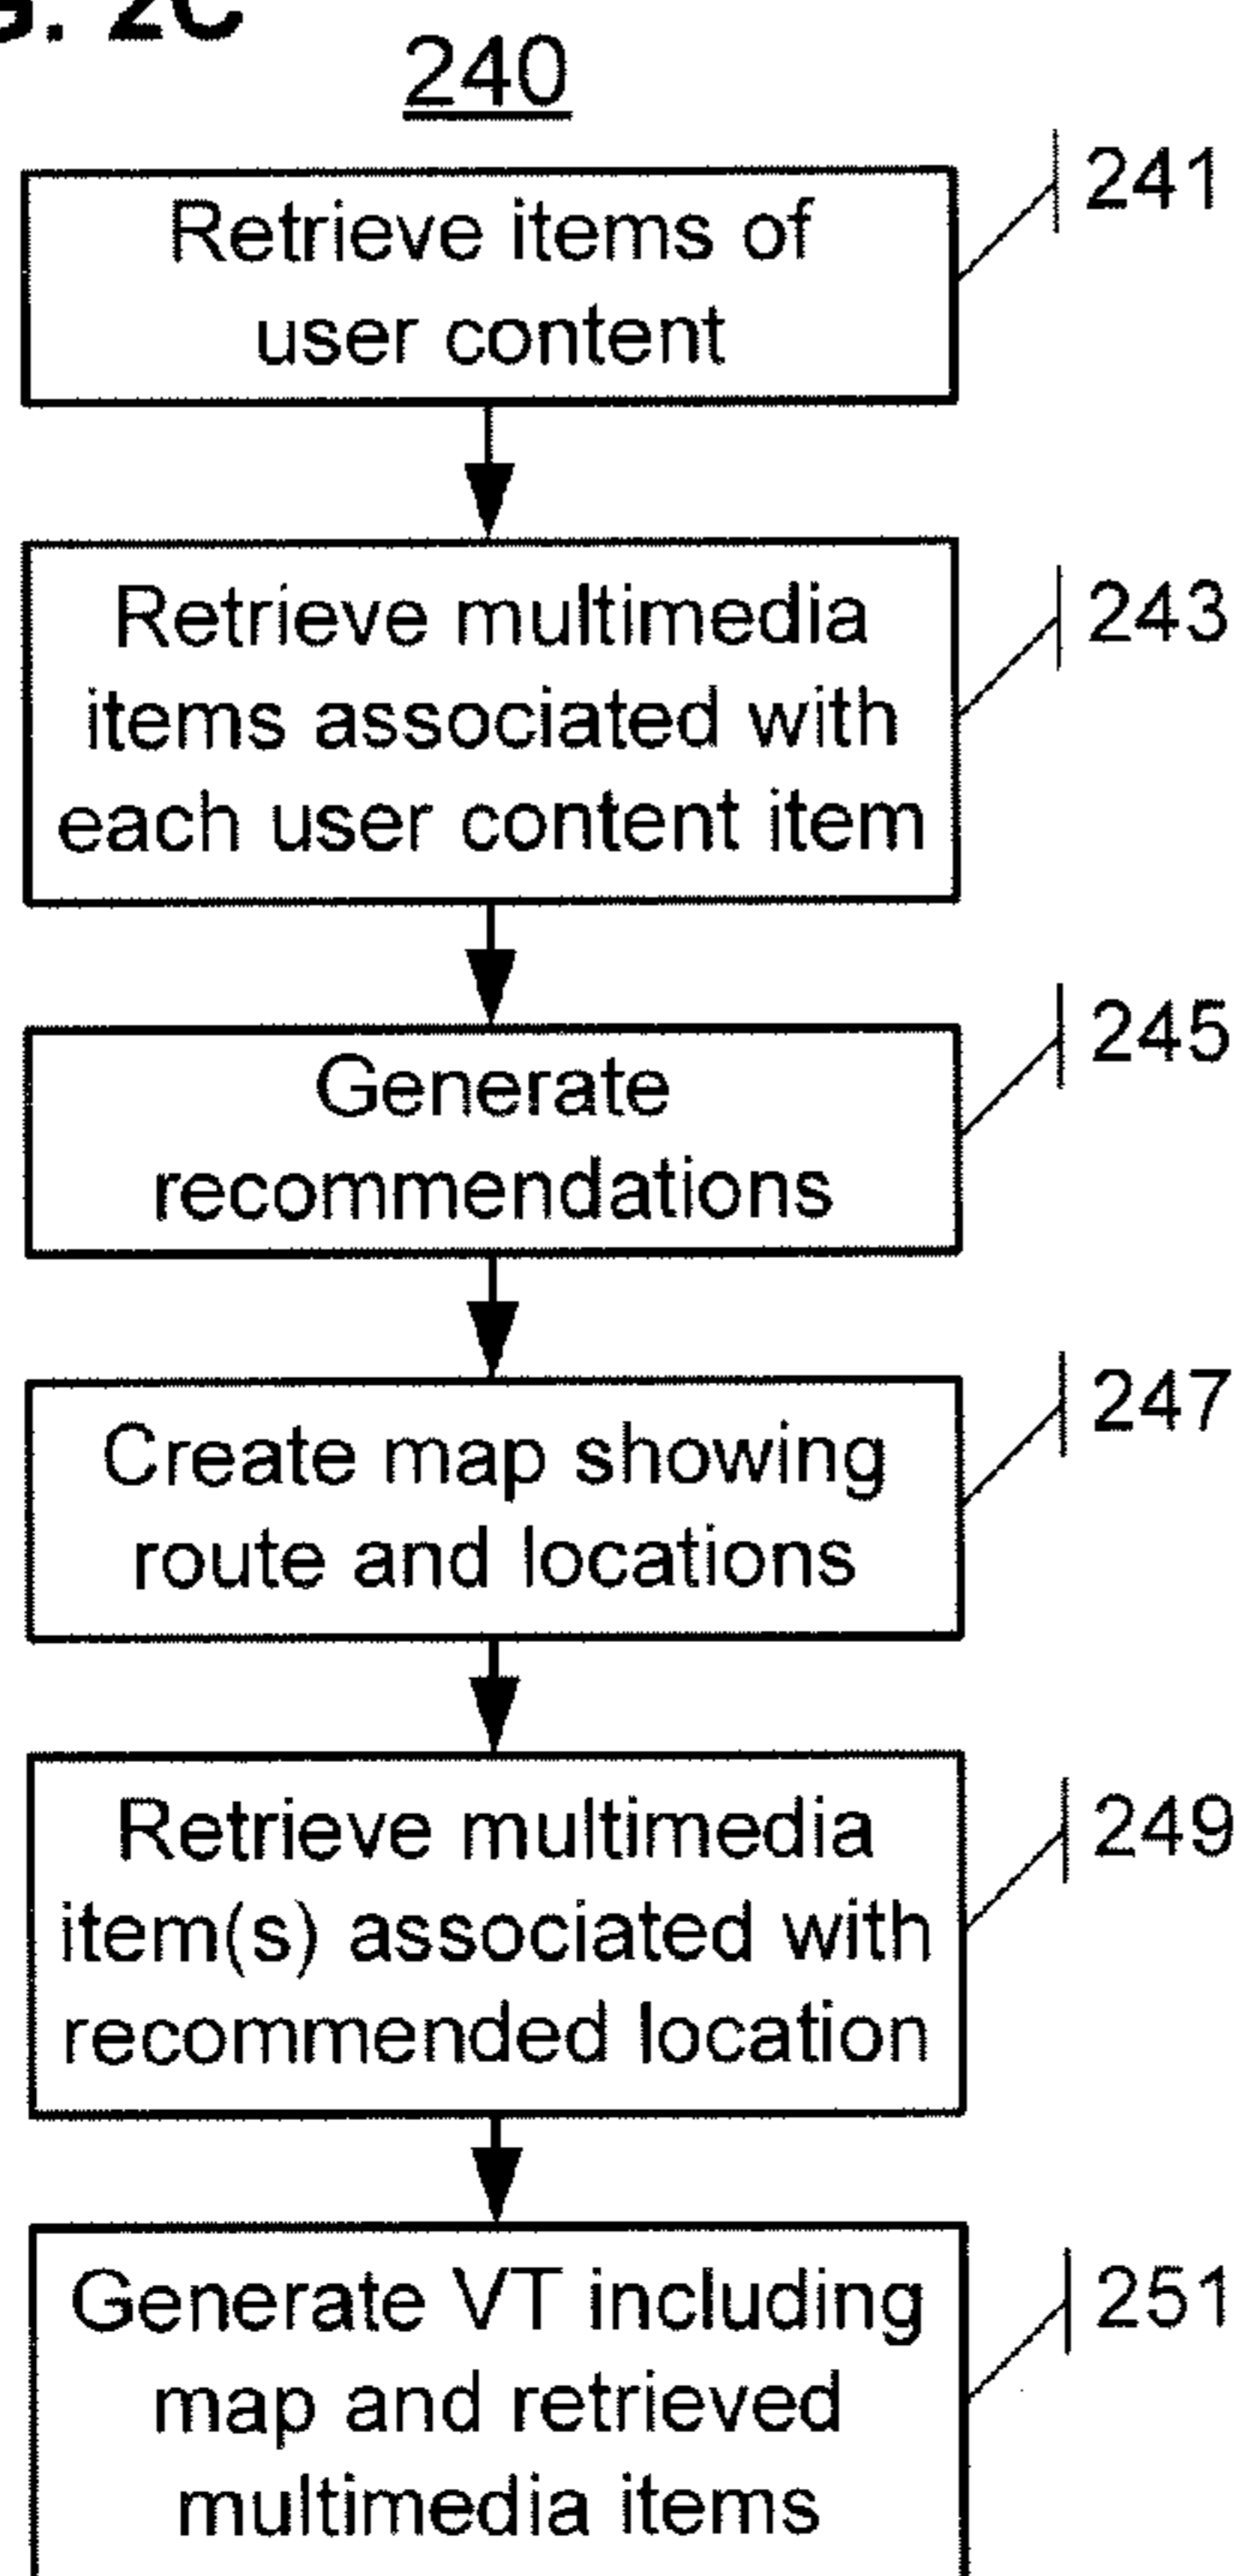 . 2C
240
Retrieve items of
user content
241
Retrieve multimedia
items associated with
each user content item
243
Generate
recommendations
245
Create map showing
route and locations
247
Retrieve multimedia
item(s) associated with
recommended location
249
Generate VT including
map and retrieved
multimedia items
251